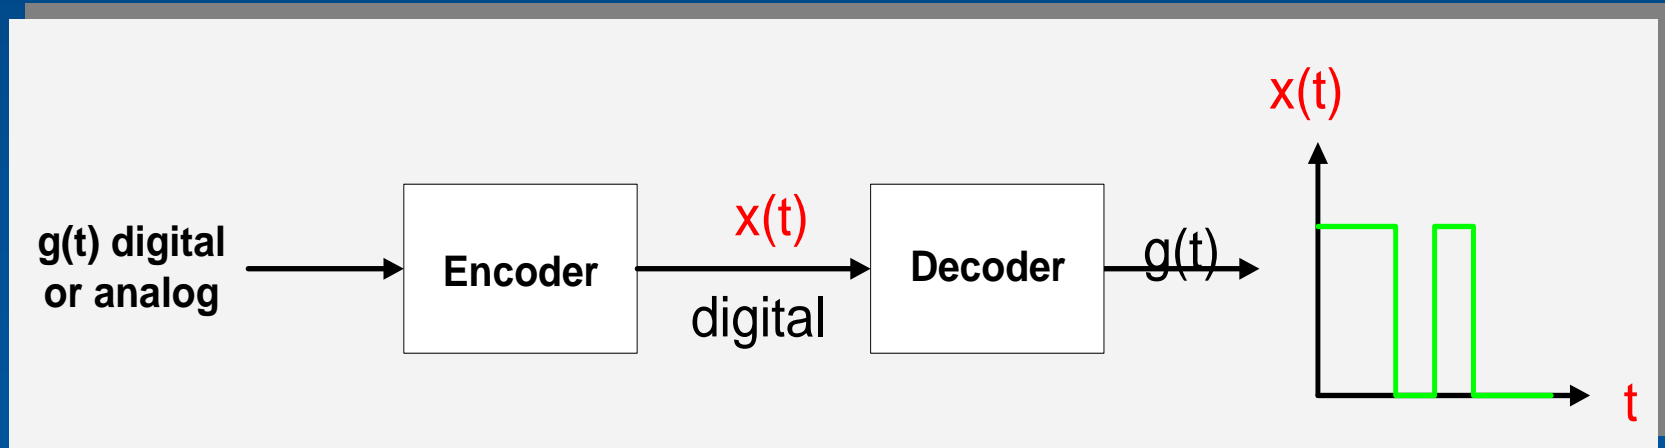 g(t) digital
or analog
Encoder
x(t)
digital
Decoder
g(t)
x(t)
t